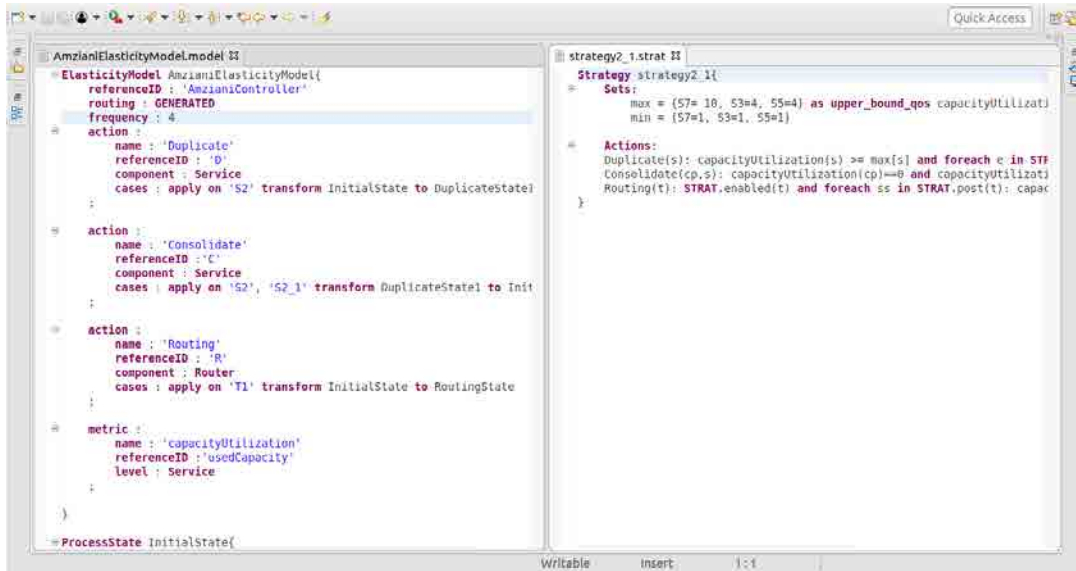 Quick Access
AmzianiElasticityModel.model
ElasticityModel AmzianiElasticityModel{
referenceID : 'AmzianiController'
routing : GENERATED
frequency : 4
action :
name : 'Duplicate'
referenceID : 'D'
component : Service
cases : apply on 'S2' transform InitialState to DuplicateState1
;
action :
name : 'Consolidate'
referenceID :'C'
component : Service
cases : apply on 'S2', 'S2_1' transform DuplicateState1 to Init
;
action :
name : 'Routing'
referenceID : 'R'
component : Router
cases : apply on 'T1' transform InitialState to RoutingState
;
metric :
name : 'capacityUtilization'
referenceID :'usedCapacity'
level : Service
;
}
ProcessState InitialState{
strategy2_1.strat
Strategy strategy2_1{
Sets:
max = {S7= 10, S3=4, S5=4} as upper_bound_qos capacityUtilizati
min = {S7=1, S3=1, S5=1}
Actions:
Duplicate(s): capacityUtilization(s) >= max[s] and foreach e in STR
Consolidate(cp,s): capacityUtilization(cp)==0 and capacityUtilizati
Routing(t): STRAT.enabled(t) and foreach ss in STRAT.post(t): capac
}
Writable Insert 1:1